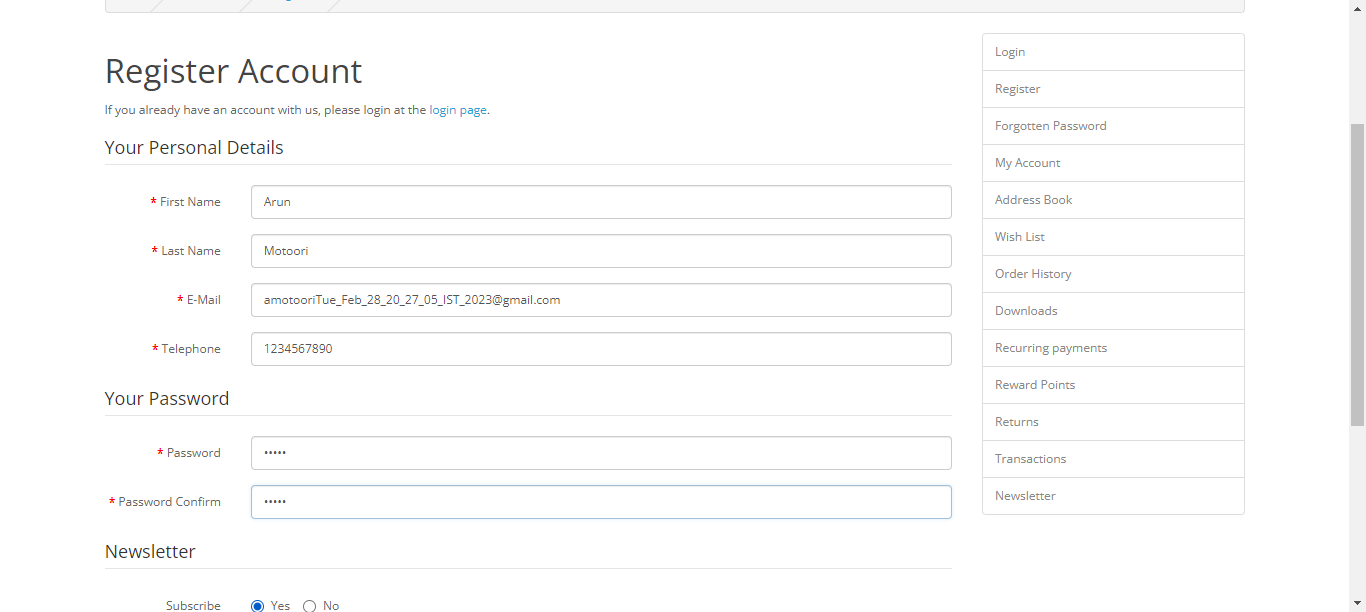 Register Account
If you already have an account with us, please login at the login page.
Your Personal Details
* First Name Arun
* Last Name Motoori
* E-Mail amotooriTue_Feb_28_20_27_05_IST_2023@gmail.com
* Telephone 1234567890
Your Password
* Password •••••
* Password Confirm •••••
Newsletter
Subscribe Yes No
Login
Register
Forgotten Password
My Account
Address Book
Wish List
Order History
Downloads
Recurring payments
Reward Points
Returns
Transactions
Newsletter